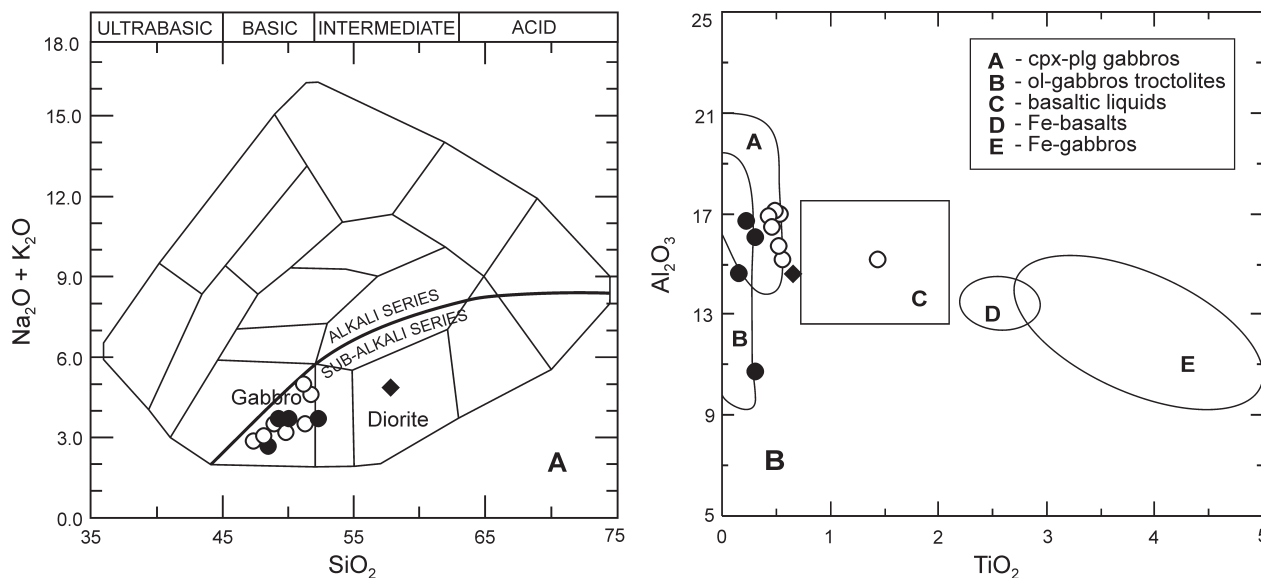 ULTRABASIC BASIC INTERMEDIATE ACID
18.0
15.0
12.0
9.0
6.0
3.0
0.0
Na₂O + K₂O
ALKALI SERIES
SUB-ALKALI SERIES
Gabbro
Diorite
A
35 45 55 65 75
SiO₂
25
21
17
13
9
5
Al₂O₃
A - cpx-plg gabbros
B - ol-gabbros troctolites
C - basaltic liquids
D - Fe-basalts
E - Fe-gabbros
A
C
D
B
E
B
0 1 2 3 4 5
TiO₂